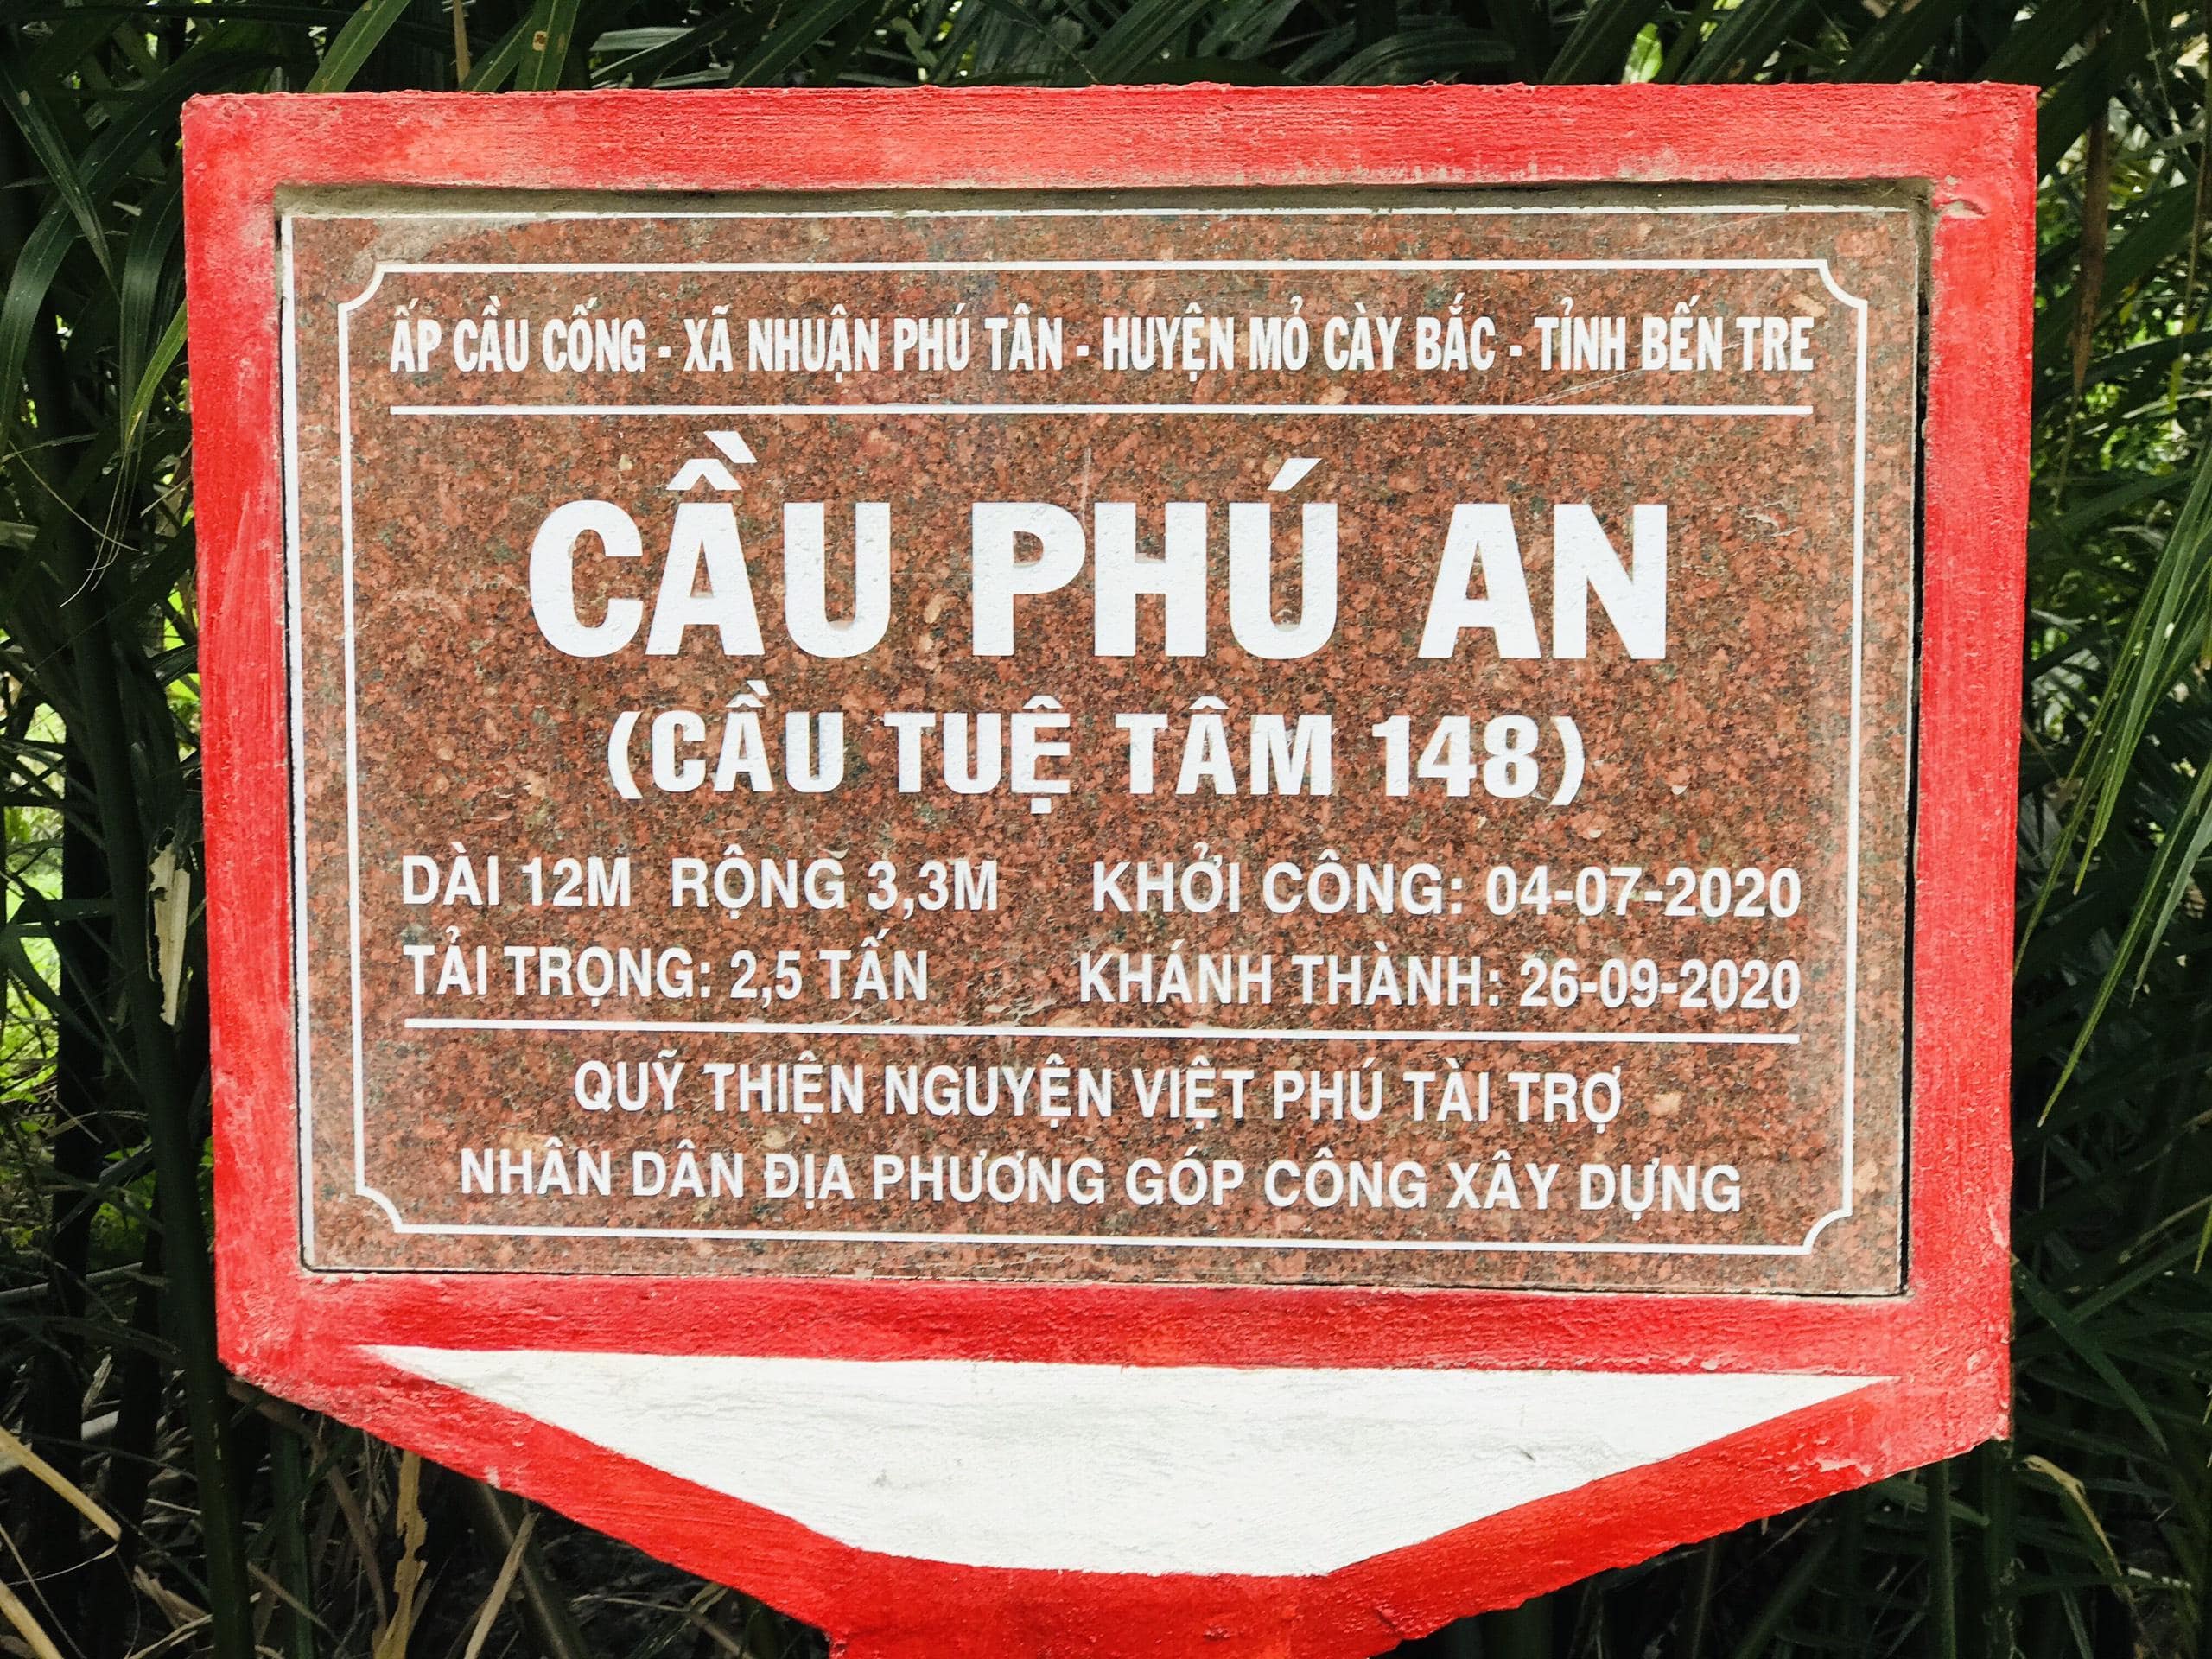 ẤP CẦU CỐNG - XÃ NHUẬN PHÚ TÂN - HUYỆN MỎ CÀY BẮC - TỈNH BẾN TRE
CẦU PHÚ AN
(CẦU TUỆ TÂM 148)
DÀI 12M RỘNG 3,3M KHỞI CÔNG: 04-07-2020
TẢI TRỌNG: 2,5 TẤN KHÁNH THÀNH: 26-09-2020
QUỸ THIỆN NGUYỆN VIỆT PHÚ TÀI TRỢ
NHÂN DÂN ĐỊA PHƯƠNG GÓP CÔNG XÂY DỰNG